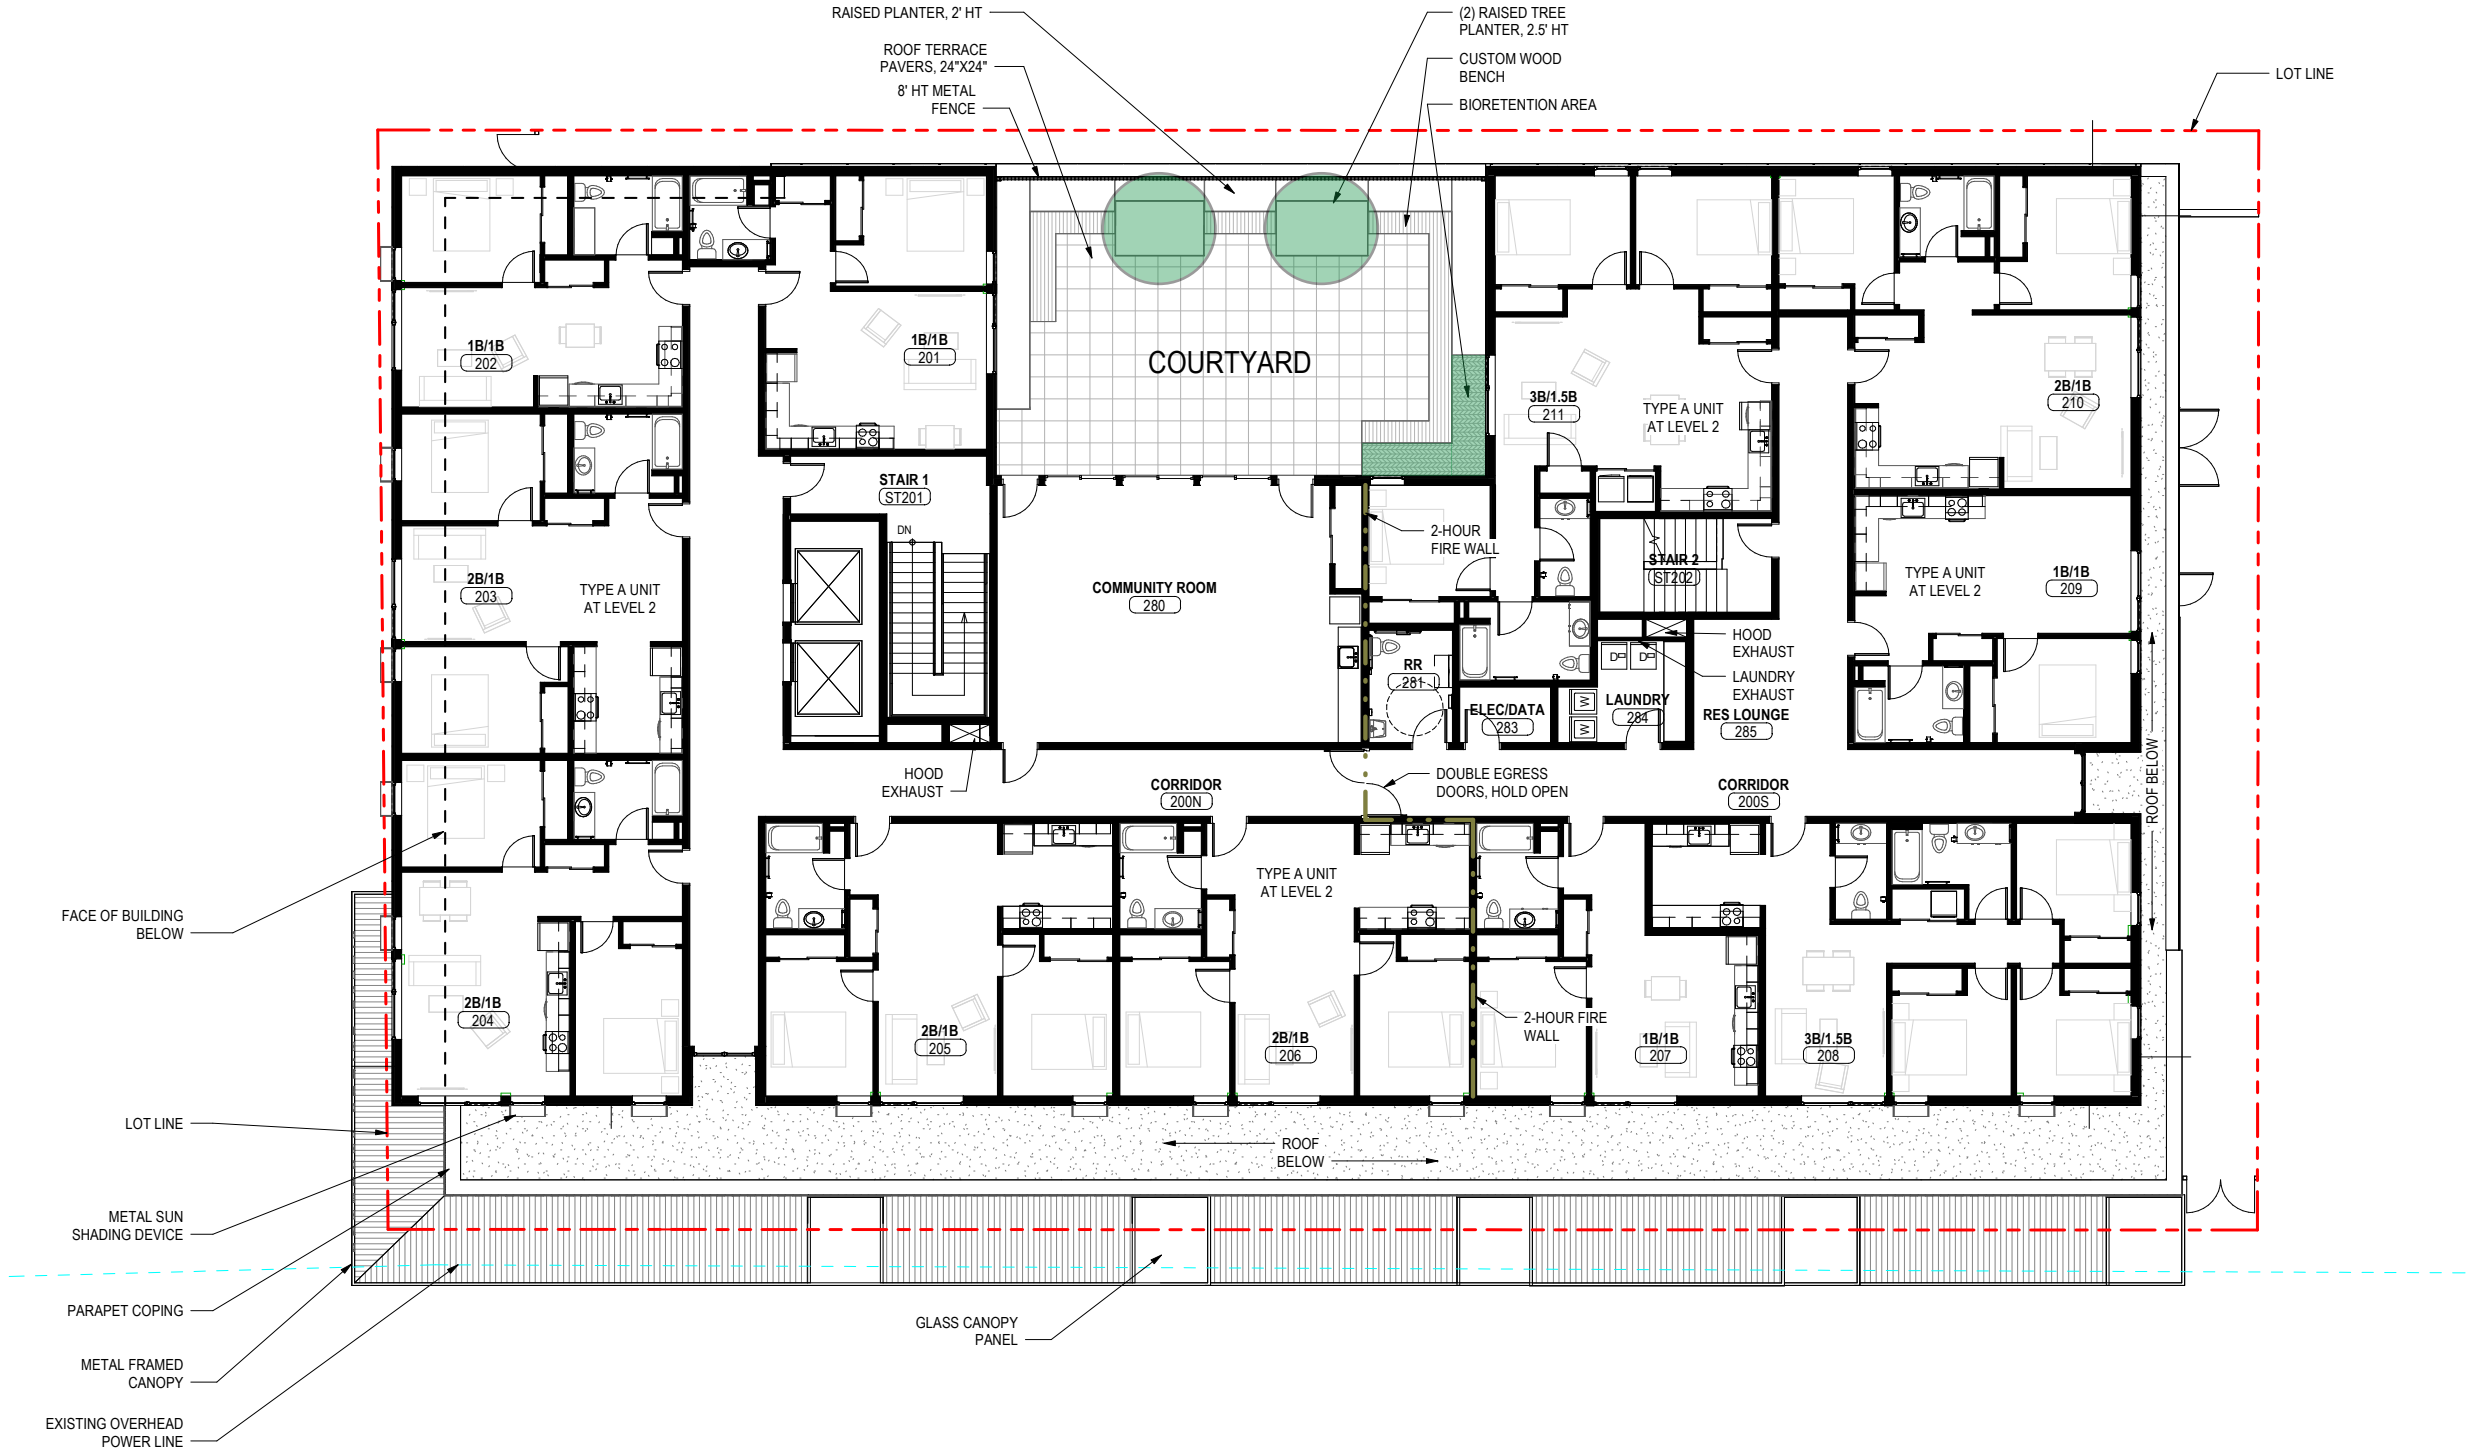 RAISED PLANTER, 2' HT
(2) RAISED TREE
PLANTER, 2.5' HT
ROOF TERRACE
PAVERS, 24"X24"
CUSTOM WOOD
BENCH
8' HT METAL
FENCE
BIORETENTION AREA
LOT LINE
1B/1B
202
1B/1B
201
COURTYARD
3B/1.5B
211
TYPE A UNIT
AT LEVEL 2
2B/1B
210
STAIR 1
ST201
DN
2-HOUR
FIRE WALL
STAIR 2
ST202
2B/1B
203
TYPE A UNIT
AT LEVEL 2
COMMUNITY ROOM
280
TYPE A UNIT
AT LEVEL 2
1B/1B
209
HOOD
EXHAUST
D
D
RR
281
LAUNDRY
EXHAUST
ELEC/DATA
283
W
W
LAUNDRY
284
RES LOUNGE
285
HOOD
EXHAUST
CORRIDOR
200N
DOUBLE EGRESS
DOORS, HOLD OPEN
CORRIDOR
200S
ROOF BELOW
FACE OF BUILDING
BELOW
TYPE A UNIT
AT LEVEL 2
2B/1B
204
2B/1B
205
2B/1B
206
2-HOUR FIRE
WALL
1B/1B
207
3B/1.5B
208
LOT LINE
ROOF
BELOW
METAL SUN
SHADING DEVICE
PARAPET COPING
GLASS CANOPY
PANEL
METAL FRAMED
CANOPY
EXISTING OVERHEAD
POWER LINE